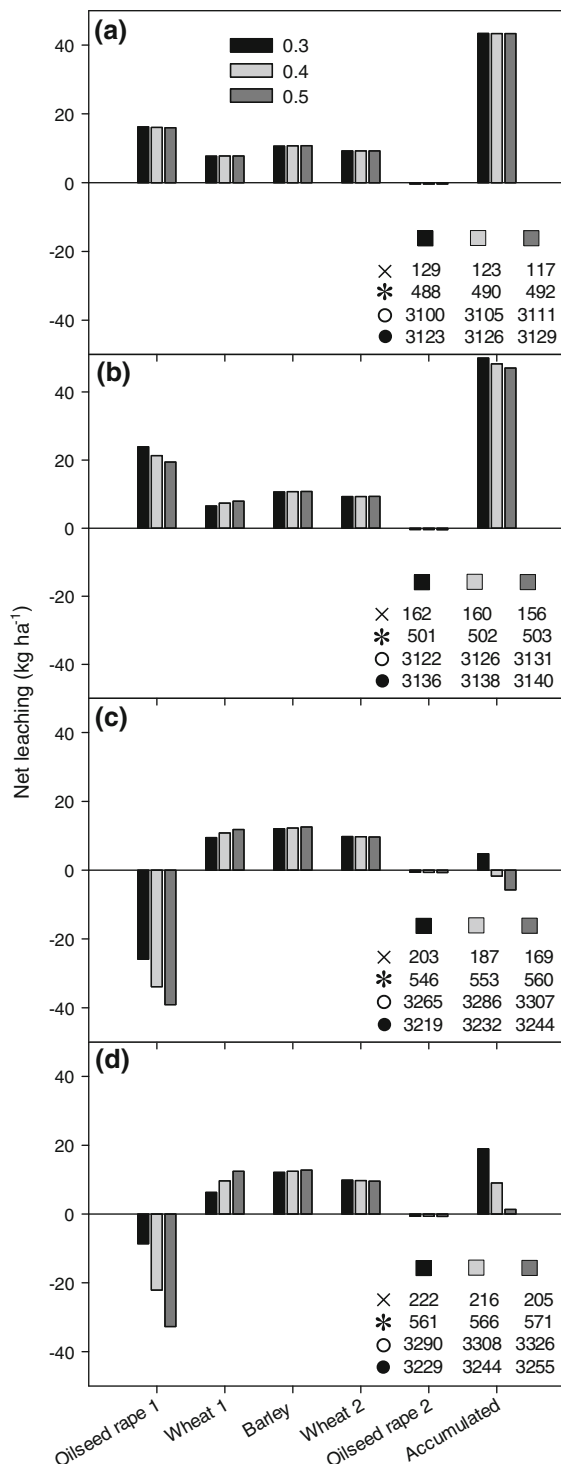 Net leaching (kg ha⁻¹)
(a)
0.3
0.4
0.5
40
20
0
-20
-40
× 129 123 117
* 488 490 492
○ 3100 3105 3111
● 3123 3126 3129
(b)
40
20
0
-20
-40
× 162 160 156
* 501 502 503
○ 3122 3126 3131
● 3136 3138 3140
(c)
40
20
0
-20
-40
× 203 187 169
* 546 553 560
○ 3265 3286 3307
● 3219 3232 3244
(d)
40
20
0
-20
-40
× 222 216 205
* 561 566 571
○ 3290 3308 3326
● 3229 3244 3255
Oilseed rape 1
Wheat 1
Barley
Wheat 2
Oilseed rape 2
Accumulated